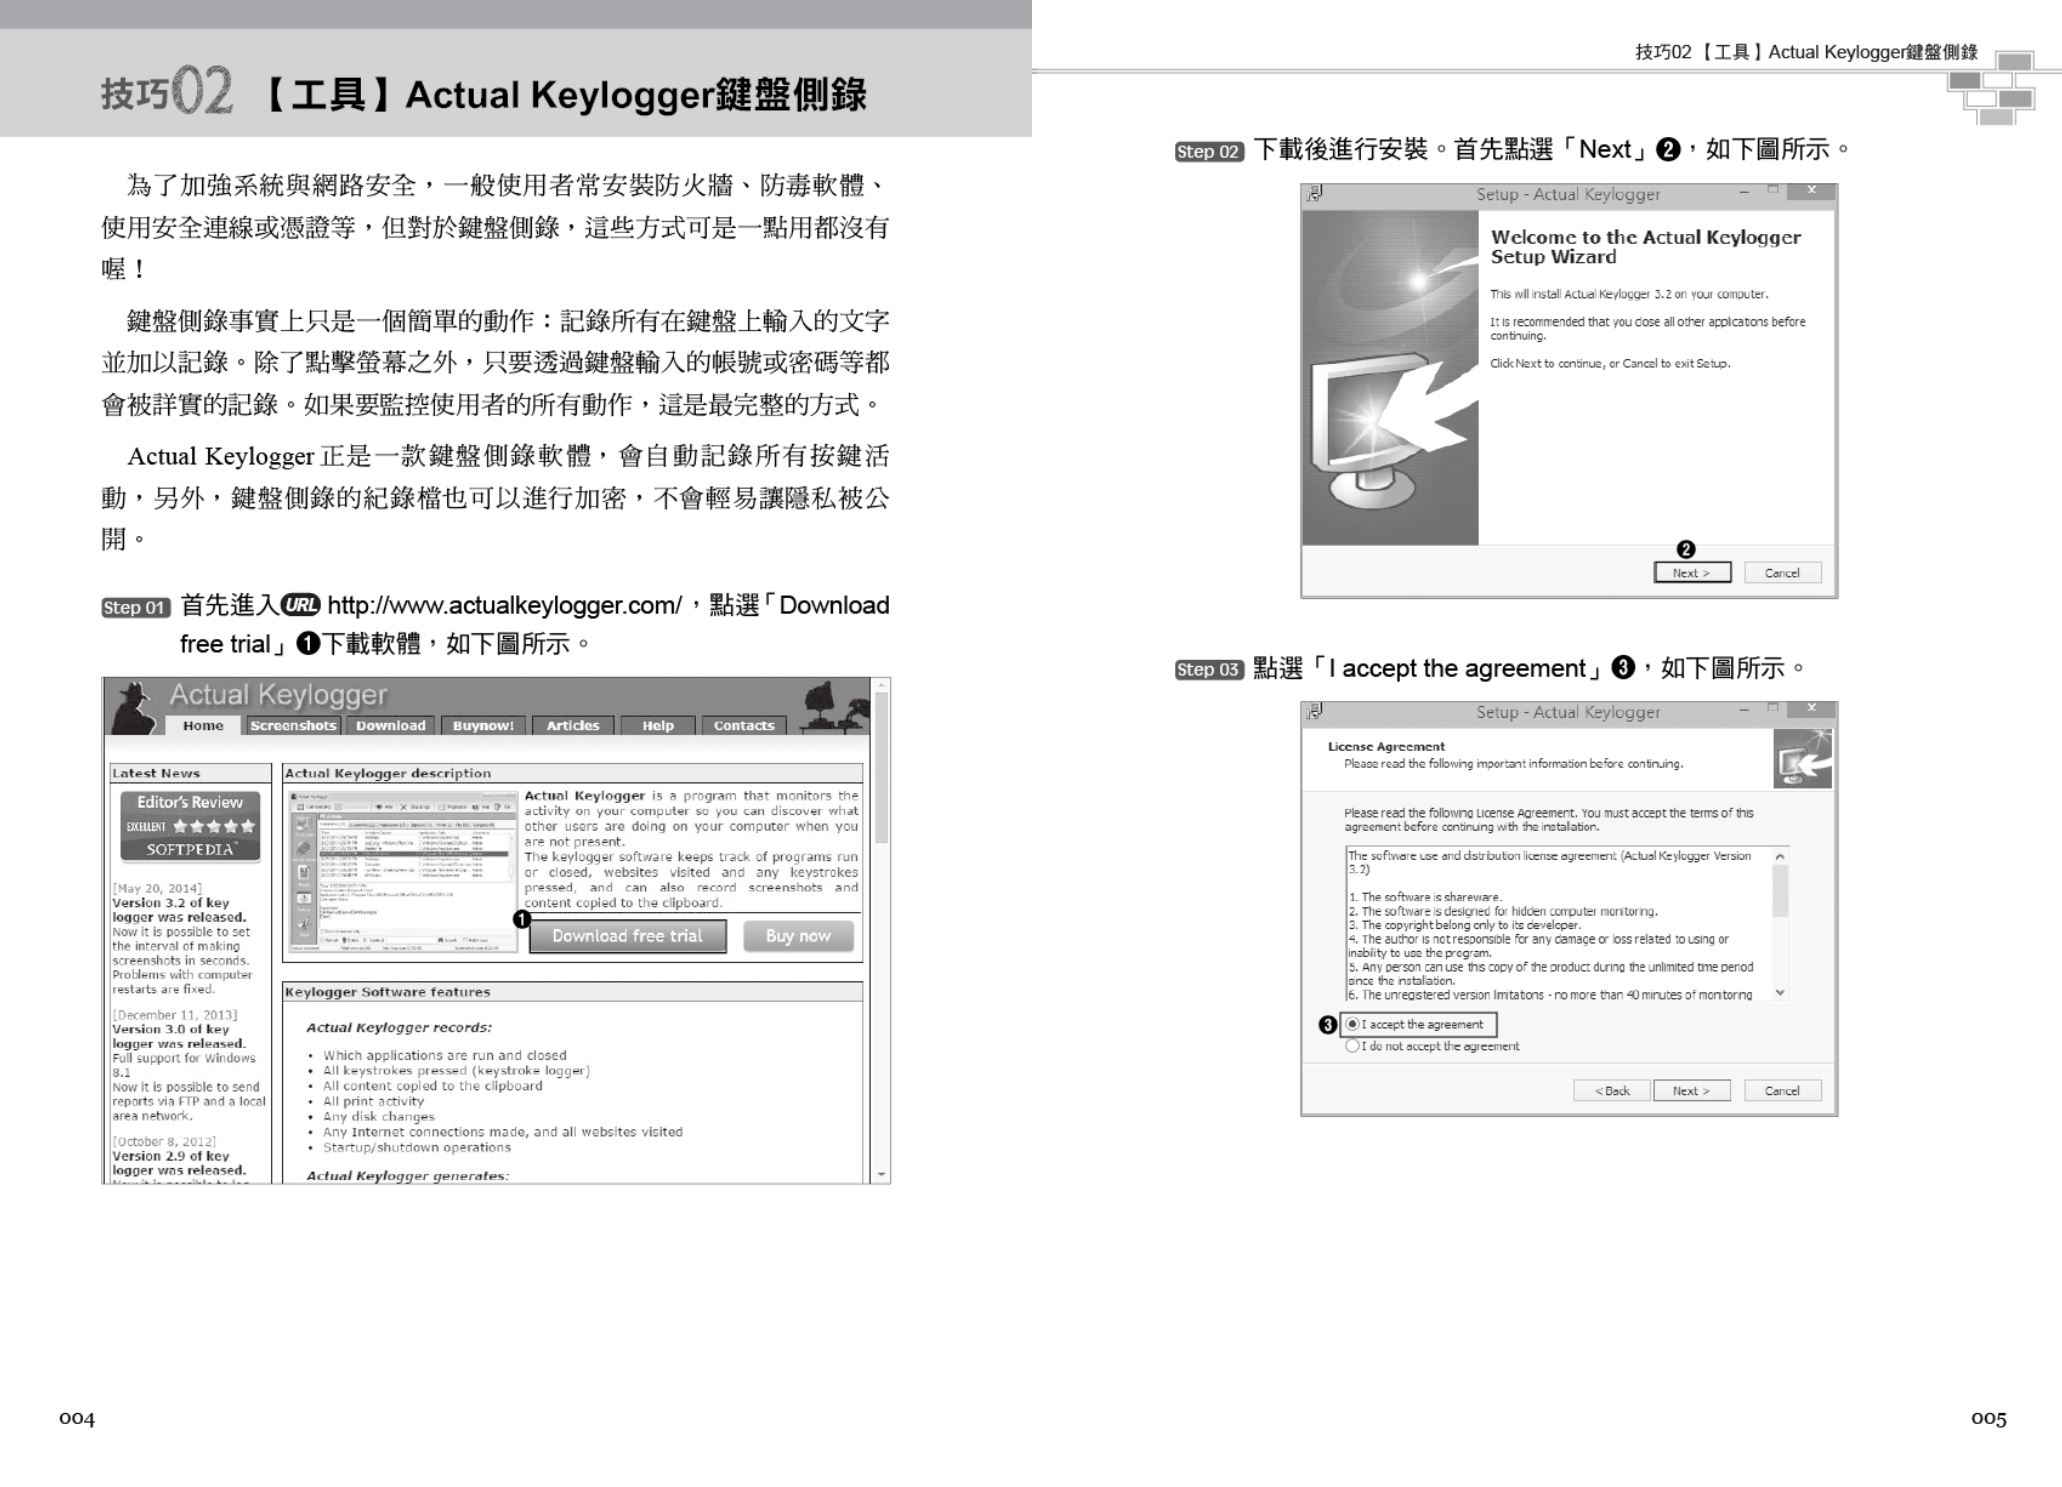 技巧02 【工具】Actual Keylogger鍵盤側錄
為了加強系統與網路安全，一般使用者常安裝防火牆、防毒軟體、
使用安全連線或憑證等，但對於鍵盤側錄，這些方式可是一點用都沒有
喔！
鍵盤側錄事實上只是一個簡單的動作：記錄所有在鍵盤上輸入的文字
並加以記錄。除了點擊螢幕之外，只要透過鍵盤輸入的帳號或密碼等都
會被詳實的記錄。如果要監控使用者的所有動作，這是最完整的方式。
Actual Keylogger正是一款鍵盤側錄軟體，會自動記錄所有按鍵活
動，另外，鍵盤側錄的紀錄檔也可以進行加密，不會輕易讓隱私被公
開。
Step 01 首先進入URL http://www.actualkeylogger.com/，點選「Download
free trial」❶下載軟體，如下圖所示。
Actual Keylogger
Home Screenshots Download Buynow! Articles Help Contacts
Latest News
Editor's Review
EXCELLENT ★★★★★
SOFTPEDIA
[May 20, 2014]
Version 3.2 of key
logger was released.
Now it is possible to set
the interval of making
screenshots in seconds.
Problems with computer
restarts are fixed.
[December 11, 2013]
Version 3.0 of key
logger was released.
Full support for Windows
8.1
Now it is possible to send
reports via FTP and a local
area network.
[October 8, 2012]
Version 2.9 of key
logger was released.
Actual Keylogger description
Actual Keylogger is a program that monitors the
activity on your computer so you can discover what
other users are doing on your computer when you
are not present.
The keylogger software keeps track of programs run
or closed, websites visited and any keystrokes
pressed, and can also record screenshots and
content copied to the clipboard.
❶
Download free trial Buy now
Keylogger Software features
Actual Keylogger records:
• Which applications are run and closed
• All keystrokes pressed (keystroke logger)
• All content copied to the clipboard
• All print activity
• Any disk changes
• Any Internet connections made, and all websites visited
• Startup/shutdown operations
Actual Keylogger generates:
004
技巧02 【工具】Actual Keylogger鍵盤側錄
Step 02 下載後進行安裝。首先點選「Next」❷，如下圖所示。
Setup - Actual Keylogger
Welcome to the Actual Keylogger
Setup Wizard
This will install Actual Keylogger 3.2 on your computer.
It is recommended that you close all other applications before
continuing.
Click Next to continue, or Cancel to exit Setup.
❷
Next > Cancel
Step 03 點選「I accept the agreement」❸，如下圖所示。
Setup - Actual Keylogger
License Agreement
Please read the following important information before continuing.
Please read the following License Agreement. You must accept the terms of this
agreement before continuing with the installation.
The software use and distribution license agreement (Actual Keylogger Version
3.2)
1. The software is shareware.
2. The software is designed for hidden computer monitoring.
3. The copyright belong only to its developer.
4. The author is not responsible for any damage or loss related to using or
inability to use the program.
5. Any person can use this copy of the product during the unlimited time period
since the installation.
6. The unregistered version limitations - no more than 40 minutes of monitoring
❸ I accept the agreement
I do not accept the agreement
< Back Next > Cancel
005